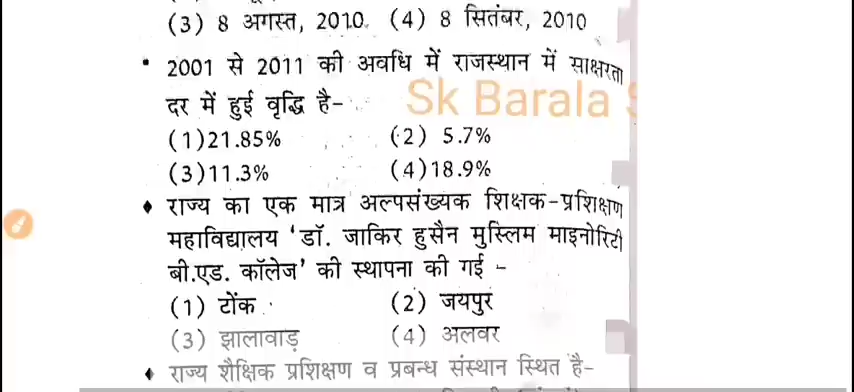 (3) 8 अगस्त, 2010. (4) 8 सितंबर, 2010
• 2001 से 2011 की अवधि में राजस्थान में साक्षरता
दर में हुई वृद्धि है-
Sk Barala
(1)21.85% (2) 5.7%
(3)11.3% (4)18.9%
♦ राज्य का एक मात्र अल्पसंख्यक शिक्षक-प्रशिक्षण
महाविद्यालय 'डॉ. जाकिर हुसैन मुस्लिम माइनोरिटी
बी.एड. कॉलेज' की स्थापना की गई -
(1) टोंक (2) जयपुर
(3) झालावाड़ (4) अलवर
♦ राज्य शैक्षिक प्रशिक्षण व प्रबन्ध संस्थान स्थित है-